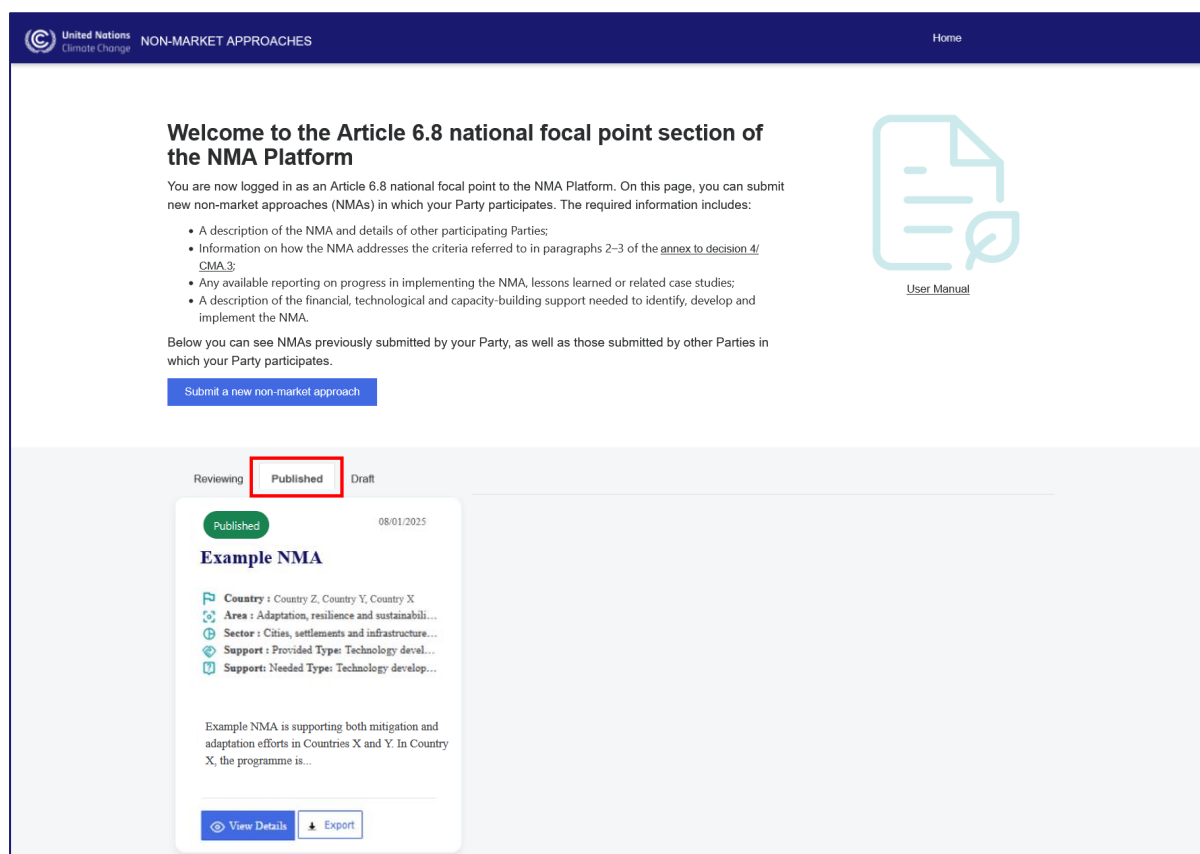 United Nations
Climate Change
NON-MARKET APPROACHES
Home
Welcome to the Article 6.8 national focal point section of
the NMA Platform
You are now logged in as an Article 6.8 national focal point to the NMA Platform. On this page, you can submit
new non-market approaches (NMAs) in which your Party participates. The required information includes:
• A description of the NMA and details of other participating Parties;
• Information on how the NMA addresses the criteria referred to in paragraphs 2–3 of the annex to decision 4/
CMA.3;
• Any available reporting on progress in implementing the NMA, lessons learned or related case studies;
• A description of the financial, technological and capacity-building support needed to identify, develop and
implement the NMA.
User Manual
Below you can see NMAs previously submitted by your Party, as well as those submitted by other Parties in
which your Party participates.
Submit a new non-market approach
Reviewing Published Draft
Published 08/01/2025
Example NMA
Country : Country Z, Country Y, Country X
Area : Adaptation, resilience and sustainabili...
Sector : Cities, settlements and infrastructure...
Support : Provided Type: Technology devel...
Support: Needed Type: Technology develop...
Example NMA is supporting both mitigation and
adaptation efforts in Countries X and Y. In Country
X, the programme is...
View Details Export